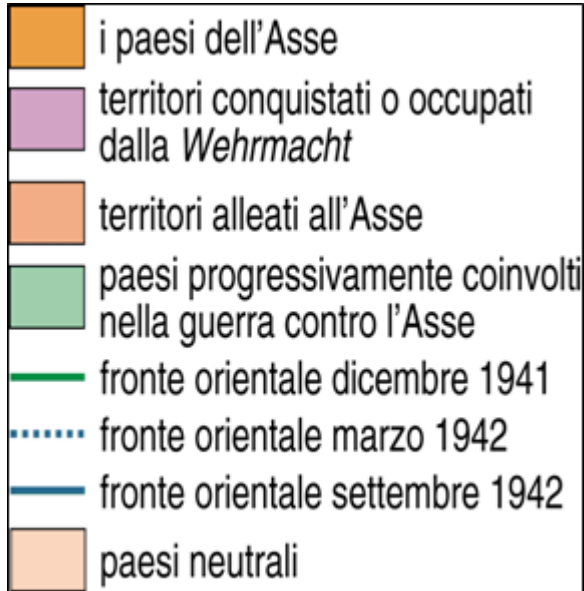 i paesi dell'Asse
territori conquistati o occupati
dalla Wehrmacht
territori alleati all'Asse
paesi progressivamente coinvolti
nella guerra contro l'Asse
fronte orientale dicembre 1941
fronte orientale marzo 1942
fronte orientale settembre 1942
paesi neutrali